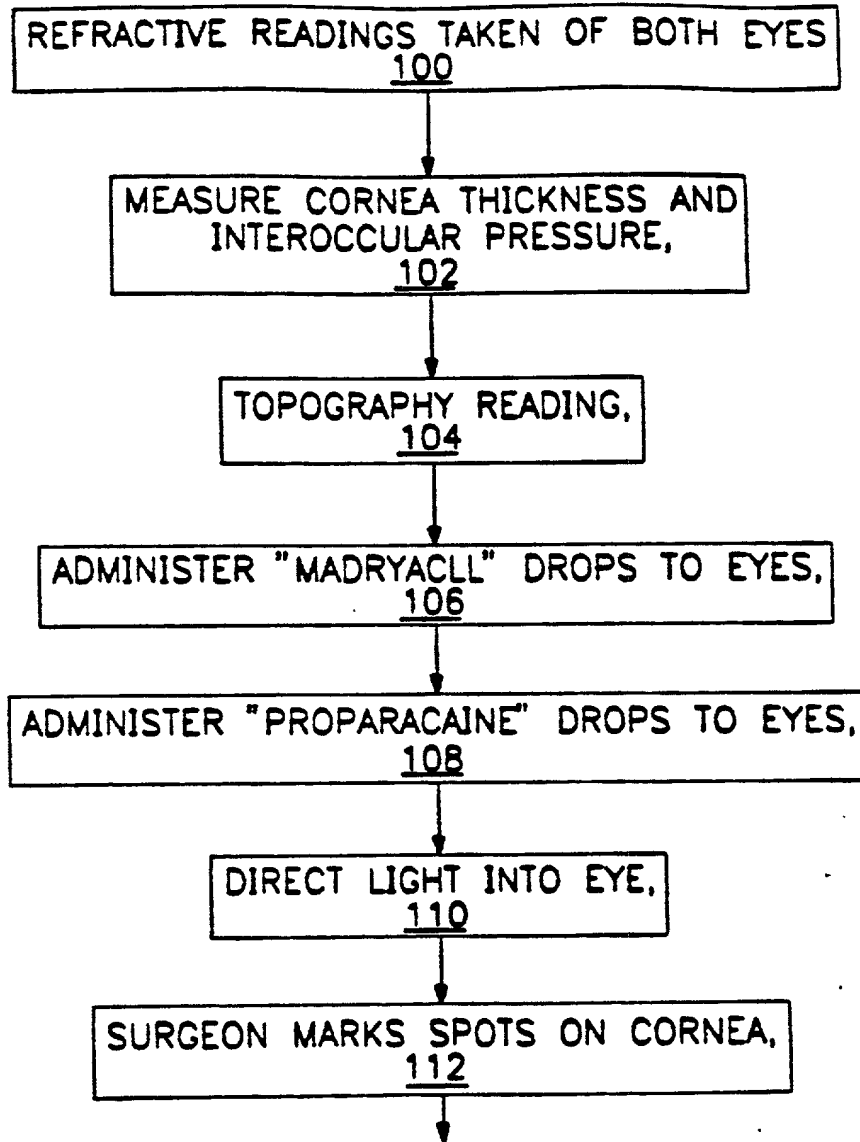 REFRACTIVE READINGS TAKEN OF BOTH EYES
100
MEASURE CORNEA THICKNESS AND
INTEROCCULAR PRESSURE,
102
TOPOGRAPHY READING,
104
ADMINISTER "MADRYACLL" DROPS TO EYES,
106
ADMINISTER "PROPARACAINE" DROPS TO EYES,
108
DIRECT LIGHT INTO EYE,
110
SURGEON MARKS SPOTS ON CORNEA,
112